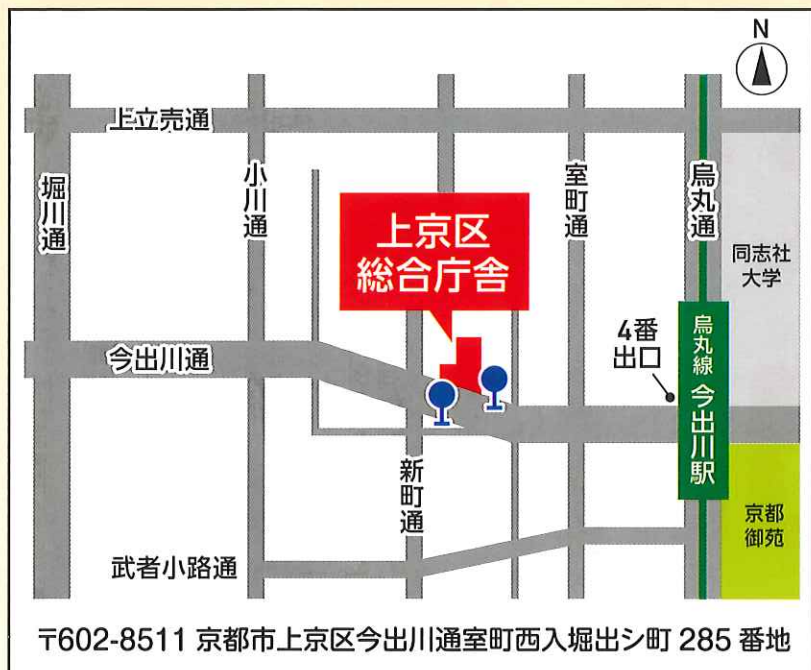 N
上立売通
堀川通
小川通
室町通
烏丸通
上京区
総合庁舎
同志社
大学
4番
出口
烏丸線 今出川駅
今出川通
新町通
京都
御苑
武者小路通
〒602-8511 京都市上京区今出川通室町西入堀出シ町 285 番地